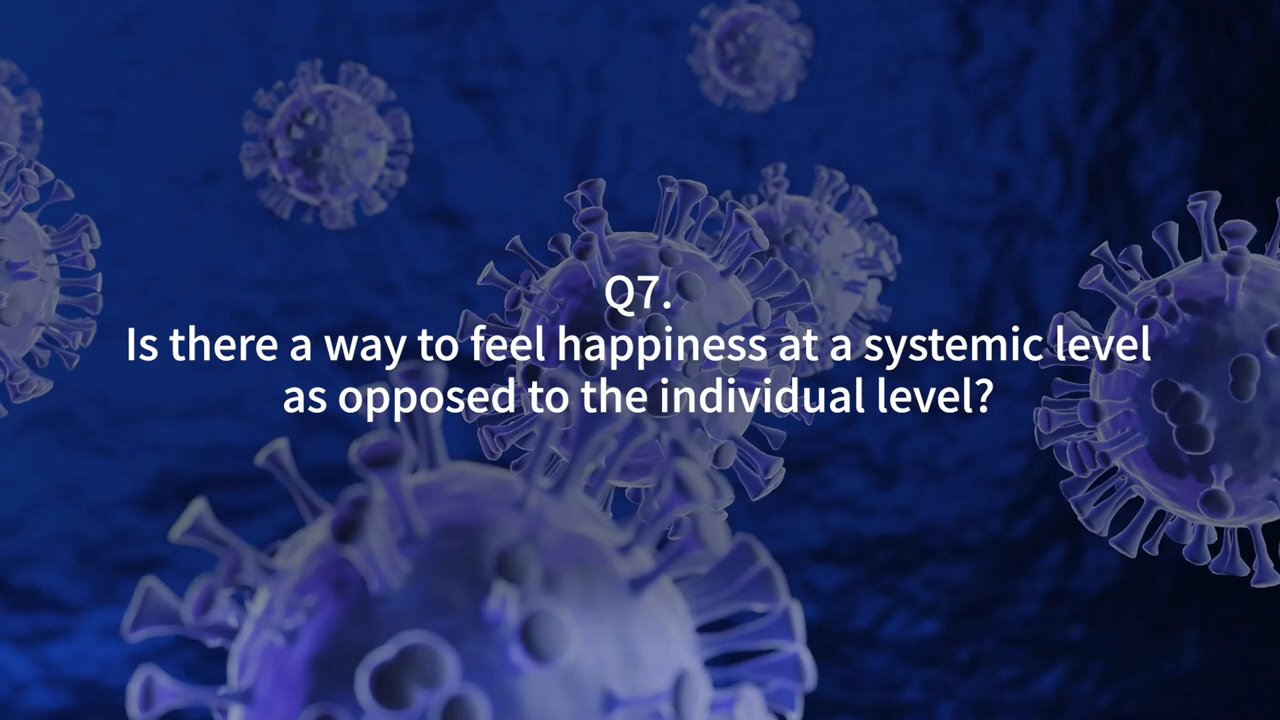 Q7.
Is there a way to feel happiness at a systemic level
as opposed to the individual level?